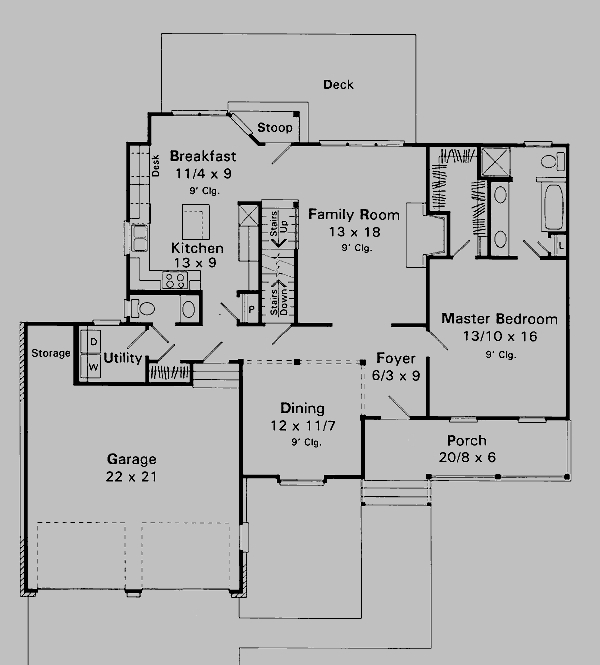 Deck
Stoop
Desk
Breakfast
11/4 x 9
9' Clg.
Stairs
Up
Family Room
13 x 18
9' Clg.
Kitchen
13 x 9
L
Stairs
Down
P
Master Bedroom
13/10 x 16
9' Clg.
Storage
D
W
Utility
Foyer
6/3 x 9
Dining
12 x 11/7
9' Clg.
Porch
20/8 x 6
Garage
22 x 21